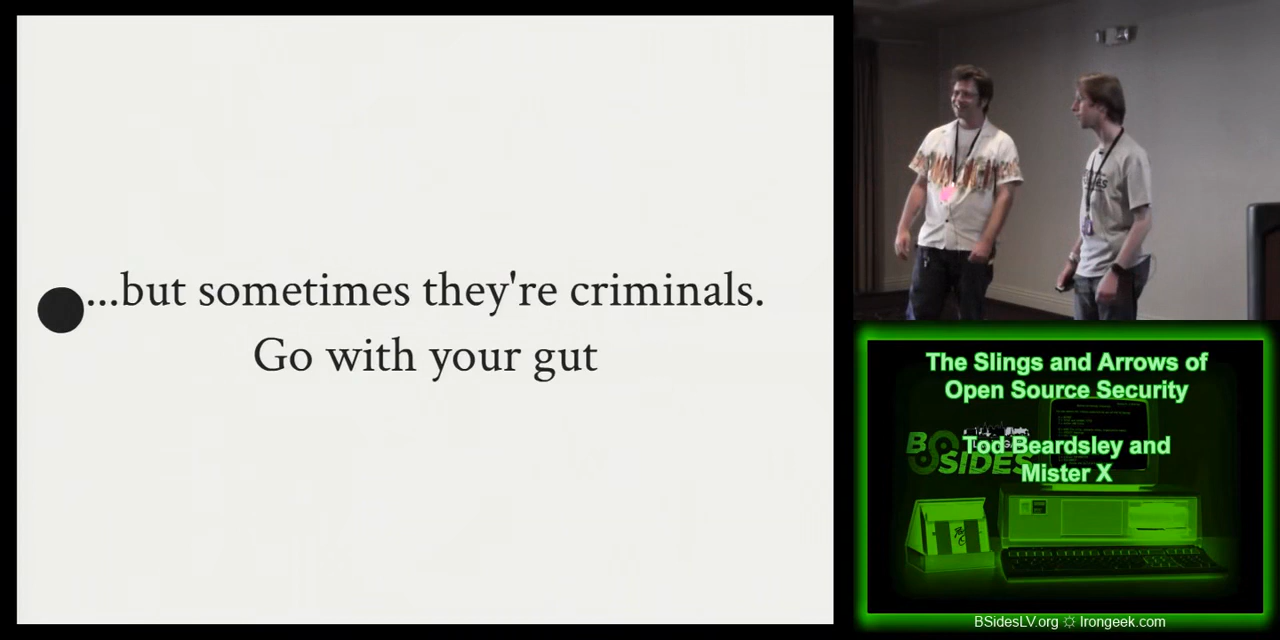 ...but sometimes they're criminals.
Go with your gut
The Slings and Arrows of
Open Source Security
BSIDES
Tod Beardsley and
Mister X
BSidesLV.org ☼ Irongeek.com